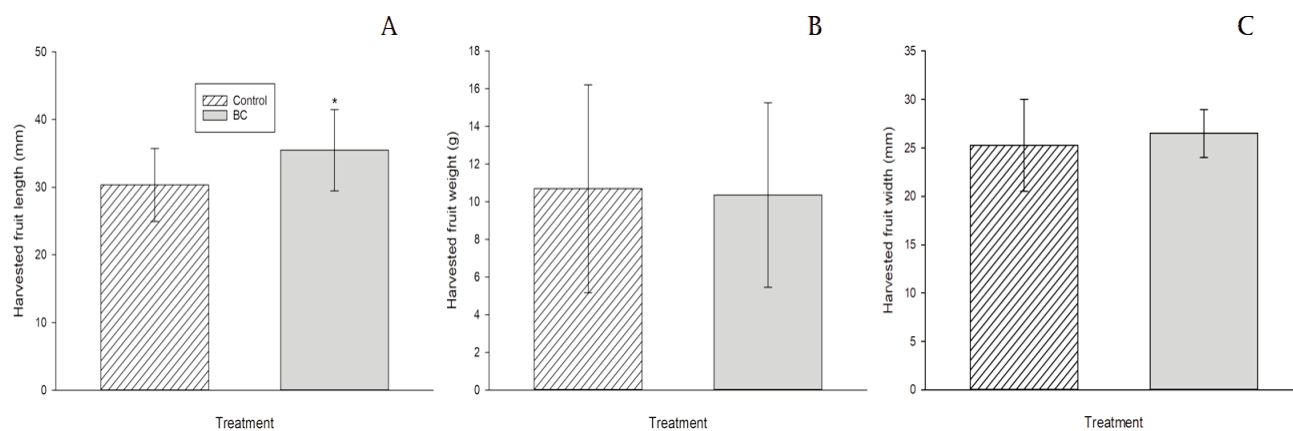 A
Harvested fruit length (mm)
50
40
30
20
10
0
Control
BC
*
Treatment
B
Harvested fruit weight (g)
18
16
14
12
10
8
6
4
2
0
Treatment
C
Harvested fruit width (mm)
35
30
25
20
15
10
5
0
Treatment